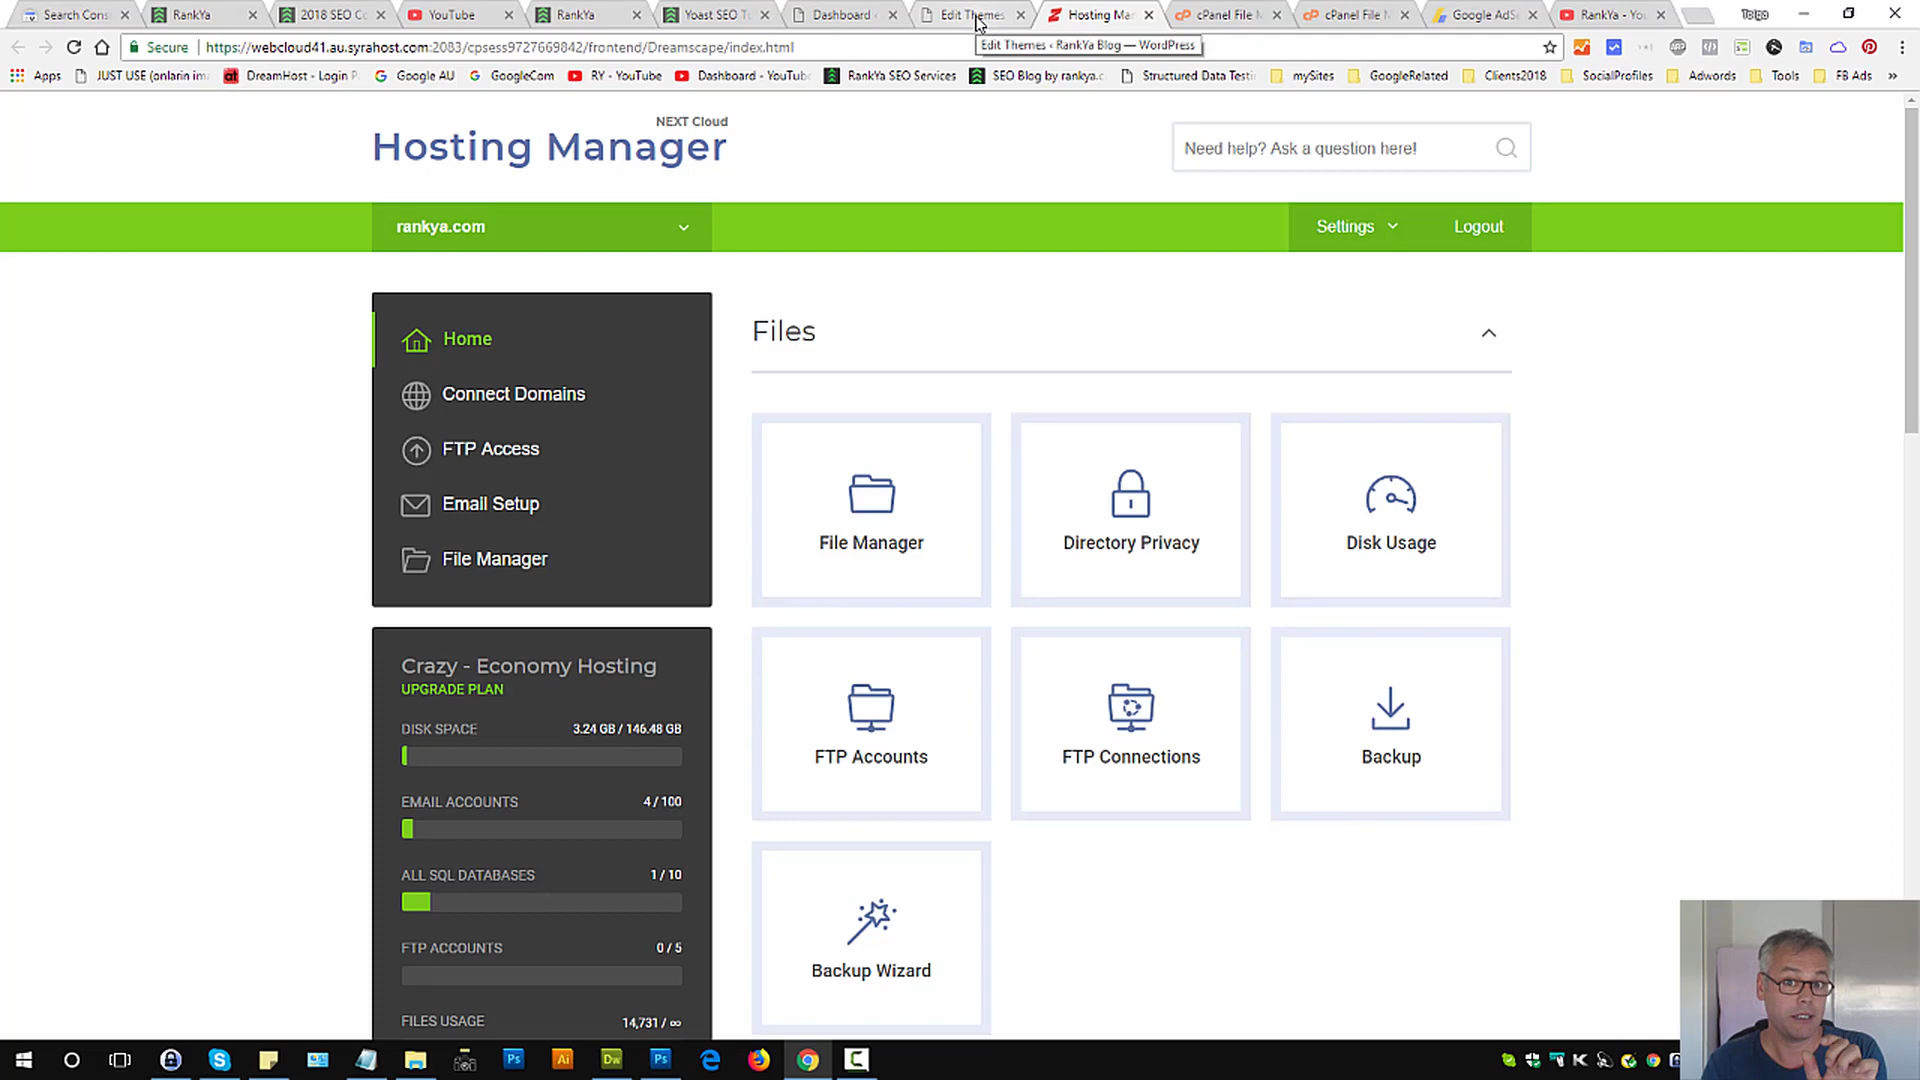 Search Cons
RankYa
2018 SEO Co
YouTube
RankYa
Yoast SEO T
Dashboard
Edit Themes
Hosting Ma
cPanel File M
cPanel File M
Google AdSe
RankYa - Yo
Tolga
Secure
https://webcloud41.au.syrahost.com:2083/cpsess9727669842/frontend/Dreamscape/index.html
Edit Themes ‹ RankYa Blog — WordPress
Apps
JUST USE (onlarin im
DreamHost - Login P
Google AU
GoogleCom
RY - YouTube
Dashboard - YouTub
RankYa SEO Services
SEO Blog by rankya.c
Structured Data Testi
mySites
GoogleRelated
Clients2018
SocialProfiles
Adwords
Tools
FB Ads
NEXT Cloud
Hosting Manager
Need help? Ask a question here!
rankya.com
Settings
Logout
Home
Connect Domains
FTP Access
Email Setup
File Manager
Files
File Manager
Directory Privacy
Disk Usage
FTP Accounts
FTP Connections
Backup
Backup Wizard
Crazy - Economy Hosting
UPGRADE PLAN
DISK SPACE 3.24 GB / 146.48 GB
EMAIL ACCOUNTS 4 / 100
ALL SQL DATABASES 1 / 10
FTP ACCOUNTS 0 / 5
FILES USAGE 14,731 / ∞